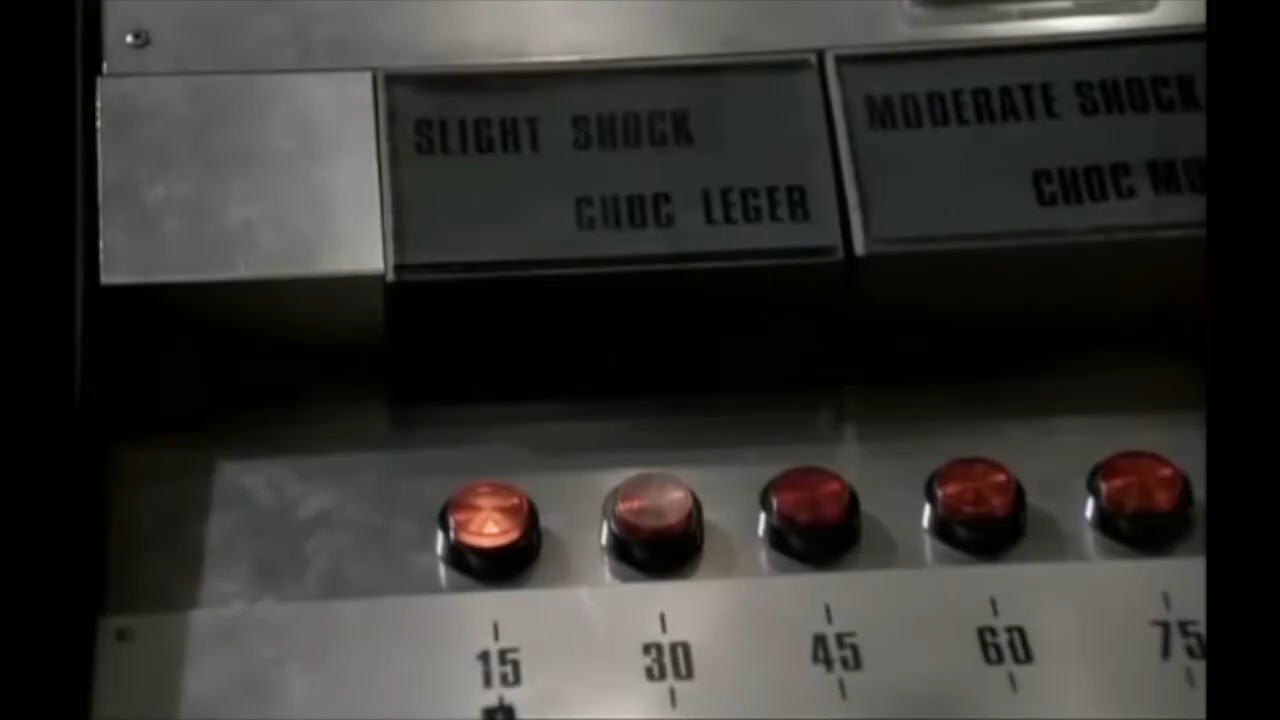 SLIGHT SHOCK
CHOC LEGER
MODERATE SHOCK
CHOC
15 30 45 60 75